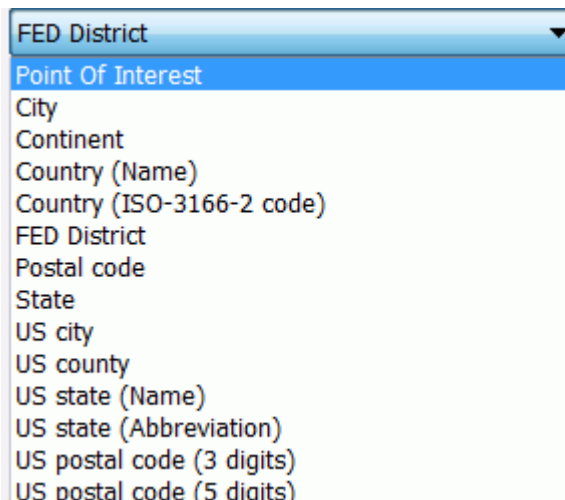 FED District
Point Of Interest
City
Continent
Country (Name)
Country (ISO-3166-2 code)
FED District
Postal code
State
US city
US county
US state (Name)
US state (Abbreviation)
US postal code (3 digits)
US postal code (5 digits)